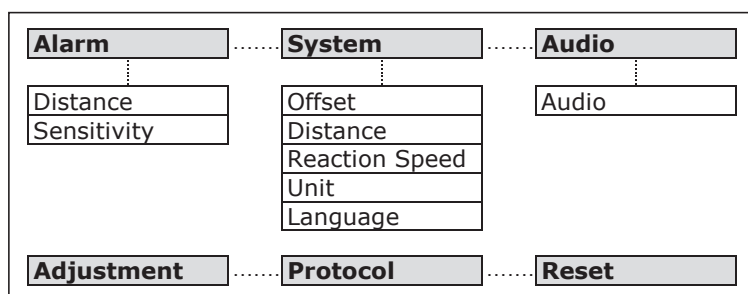 Alarm ....... System ....... Audio
Distance Offset Audio
Sensitivity Distance
Reaction Speed
Unit
Language
Adjustment ....... Protocol ....... Reset